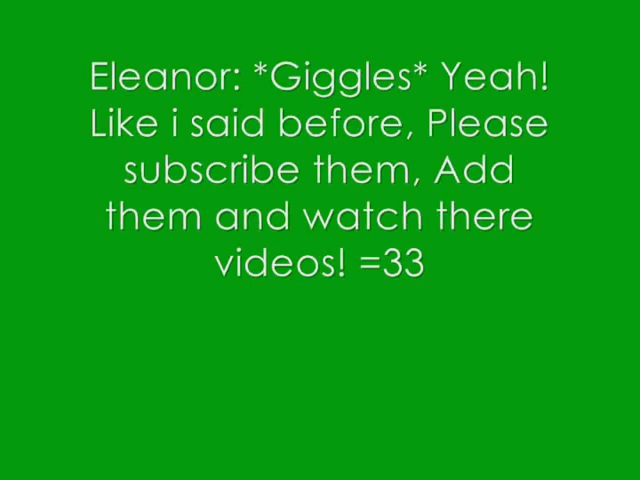 Eleanor: *Giggles* Yeah!
Like i said before, Please
subscribe them, Add
them and watch there
videos! =33